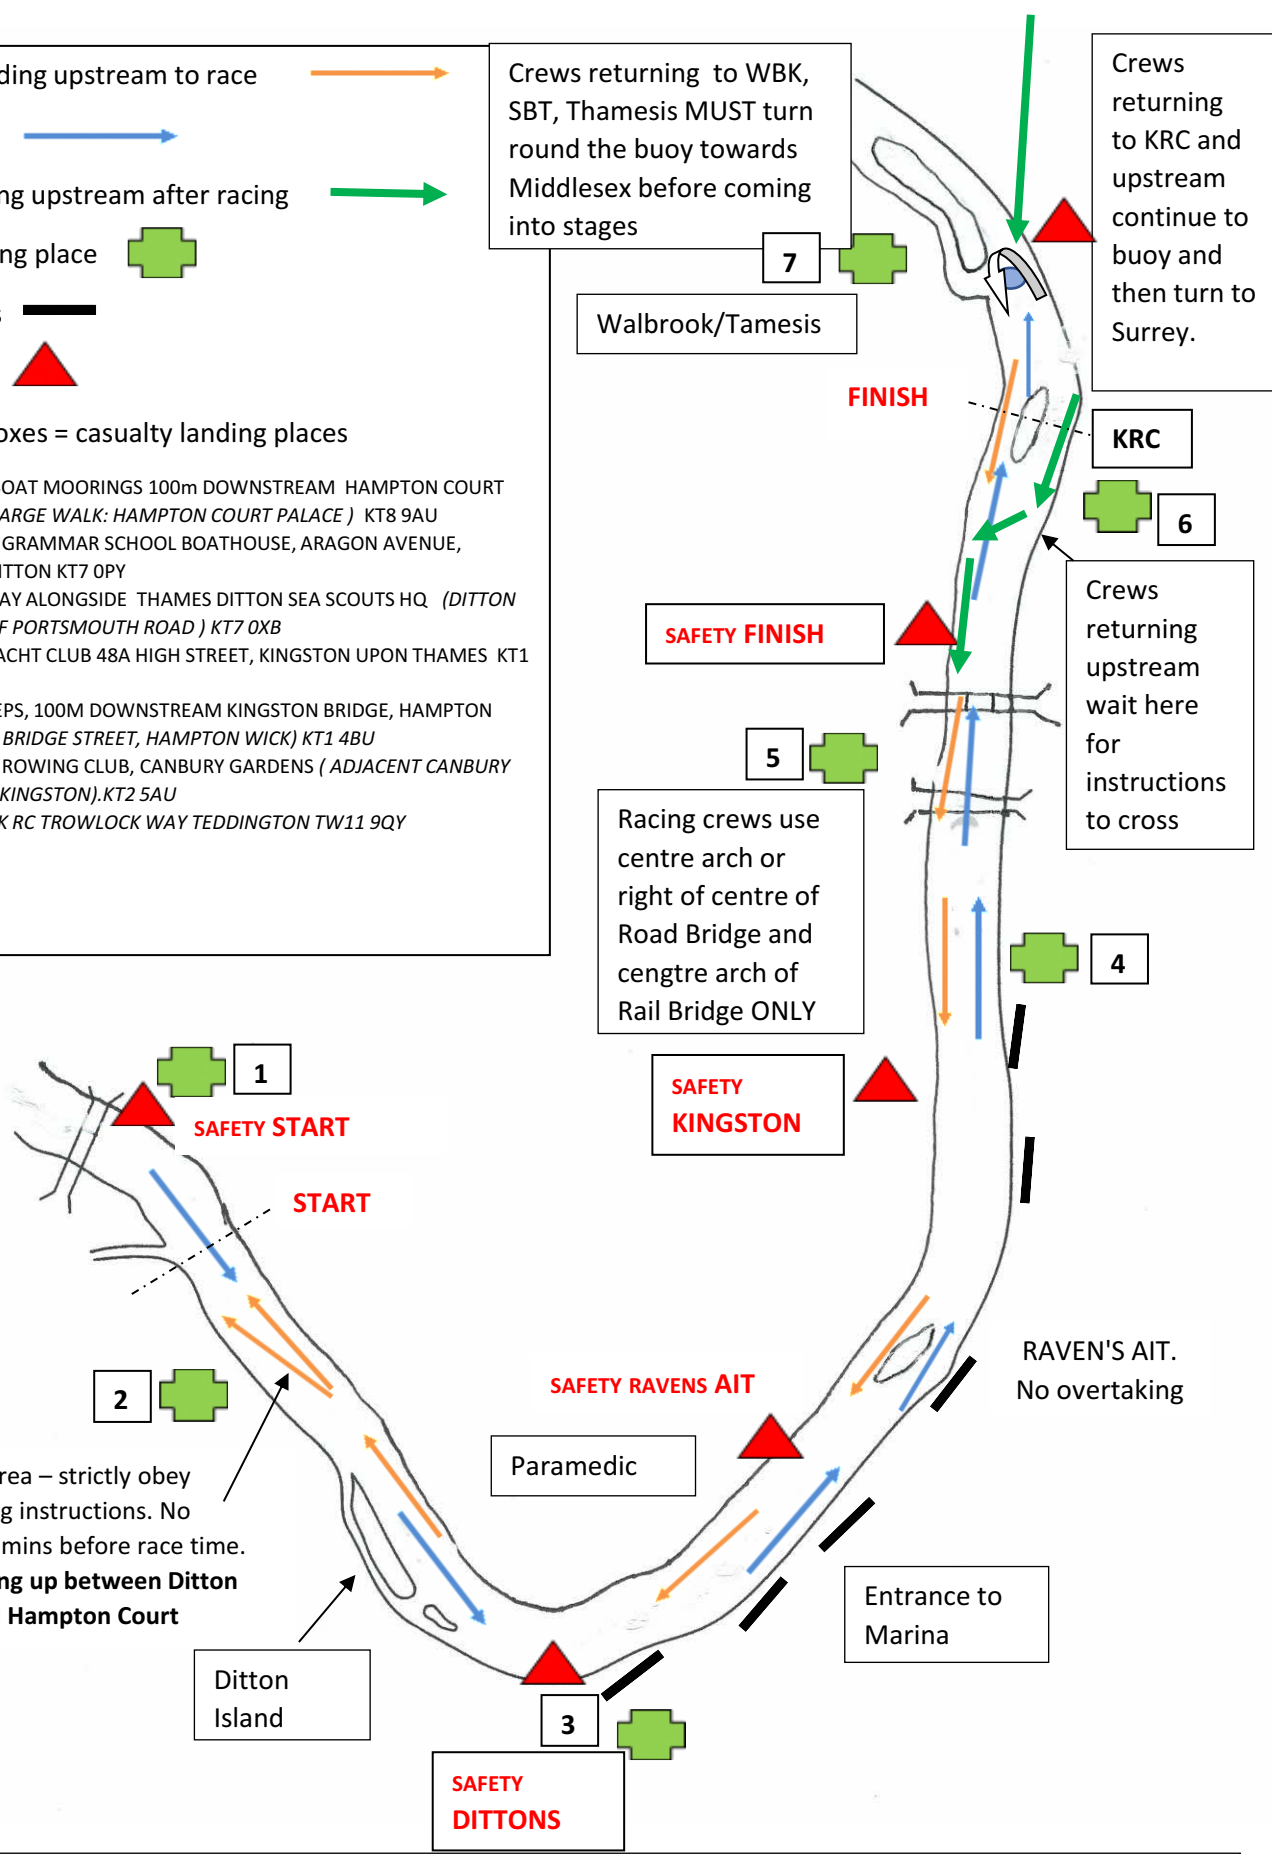 ding upstream to race
ng upstream after racing
ng place
s
oxes = casualty landing places
OAT MOORINGS 100m DOWNSTREAM HAMPTON COURT
ARGE WALK: HAMPTON COURT PALACE ) KT8 9AU
GRAMMAR SCHOOL BOATHOUSE, ARAGON AVENUE,
ITTON KT7 0PY
AY ALONGSIDE THAMES DITTON SEA SCOUTS HQ (DITTON
F PORTSMOUTH ROAD ) KT7 0XB
ACHT CLUB 48A HIGH STREET, KINGSTON UPON THAMES KT1
EPS, 100M DOWNSTREAM KINGSTON BRIDGE, HAMPTON
BRIDGE STREET, HAMPTON WICK) KT1 4BU
ROWING CLUB, CANBURY GARDENS ( ADJACENT CANBURY
KINGSTON).KT2 5AU
K RC TROWLOCK WAY TEDDINGTON TW11 9QY
Crews returning to WBK,
SBT, Thamesis MUST turn
round the buoy towards
Middlesex before coming
into stages
Crews
returning
to KRC and
upstream
continue to
buoy and
then turn to
Surrey.
7
Walbrook/Tamesis
FINISH
KRC
6
SAFETY FINISH
Crews
returning
upstream
wait here
for
instructions
to cross
5
Racing crews use
centre arch or
right of centre of
Road Bridge and
cengtre arch of
Rail Bridge ONLY
4
SAFETY
KINGSTON
1
SAFETY START
START
2
RAVEN'S AIT.
No overtaking
SAFETY RAVENS AIT
Paramedic
rea – strictly obey
g instructions. No
mins before race time.
ng up between Ditton
Hampton Court
Entrance to
Marina
Ditton
Island
3
SAFETY
DITTONS